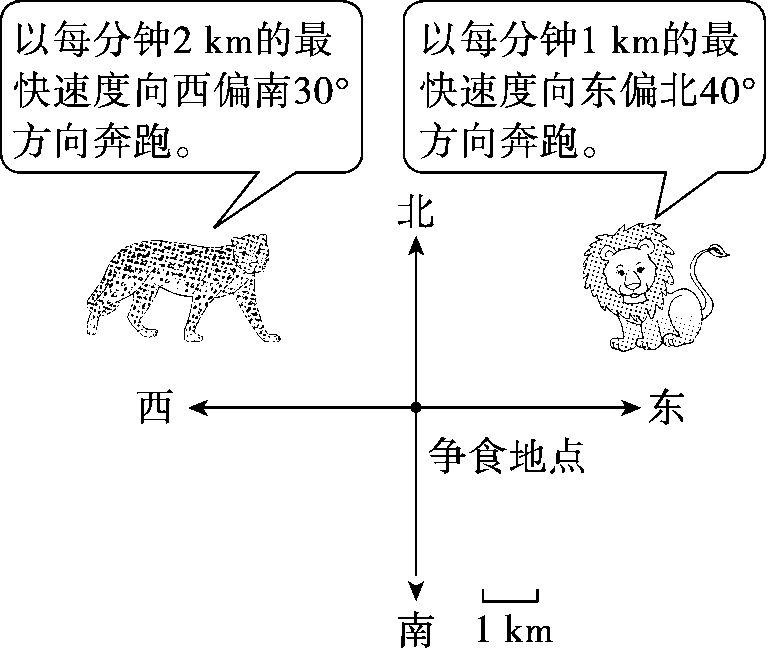 以每分钟2 km的最
快速度向西偏南30°
方向奔跑。
以每分钟1 km的最
快速度向东偏北40°
方向奔跑。
北
西
东
争食地点
南
1 km